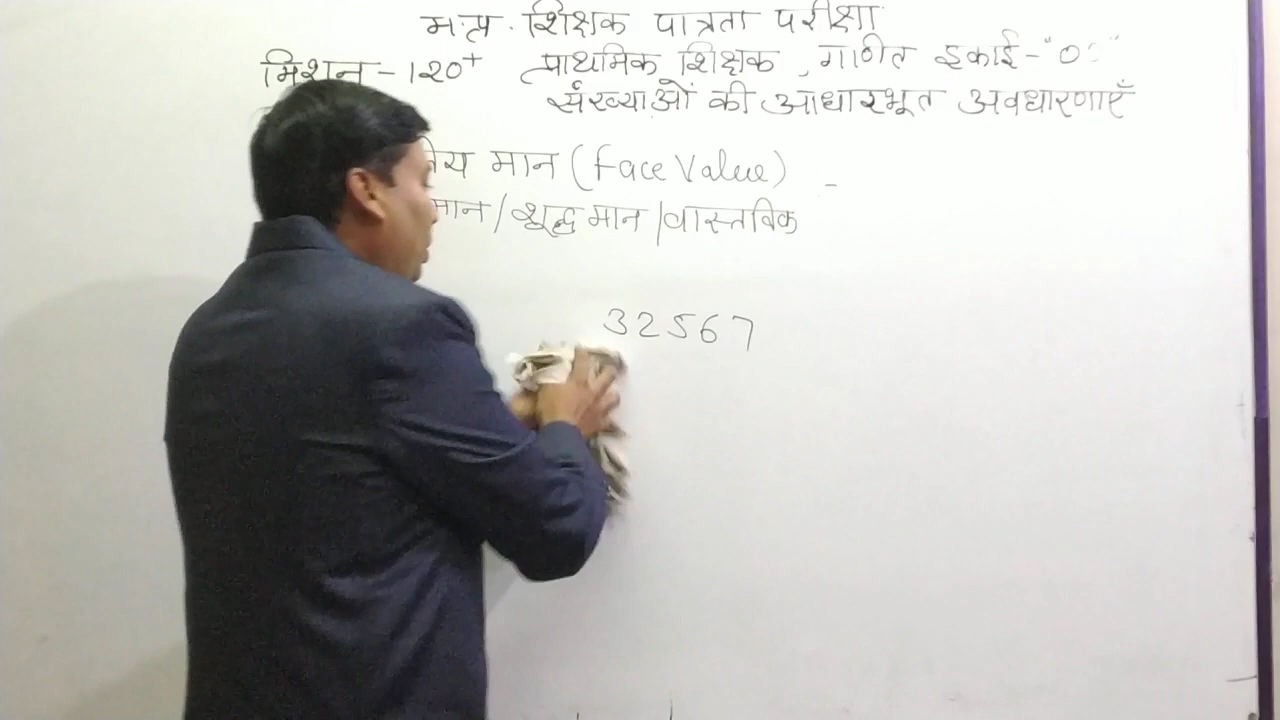 म.प्र. शिक्षक पात्रता परीक्षा
मिशन - 120+ प्राथमिक शिक्षक, गणित इकाई -
संख्याओं की आधारभूत अवधारणाएँ
मान (Face Value) -
मान / शुद्ध मान / वास्तविक
32567